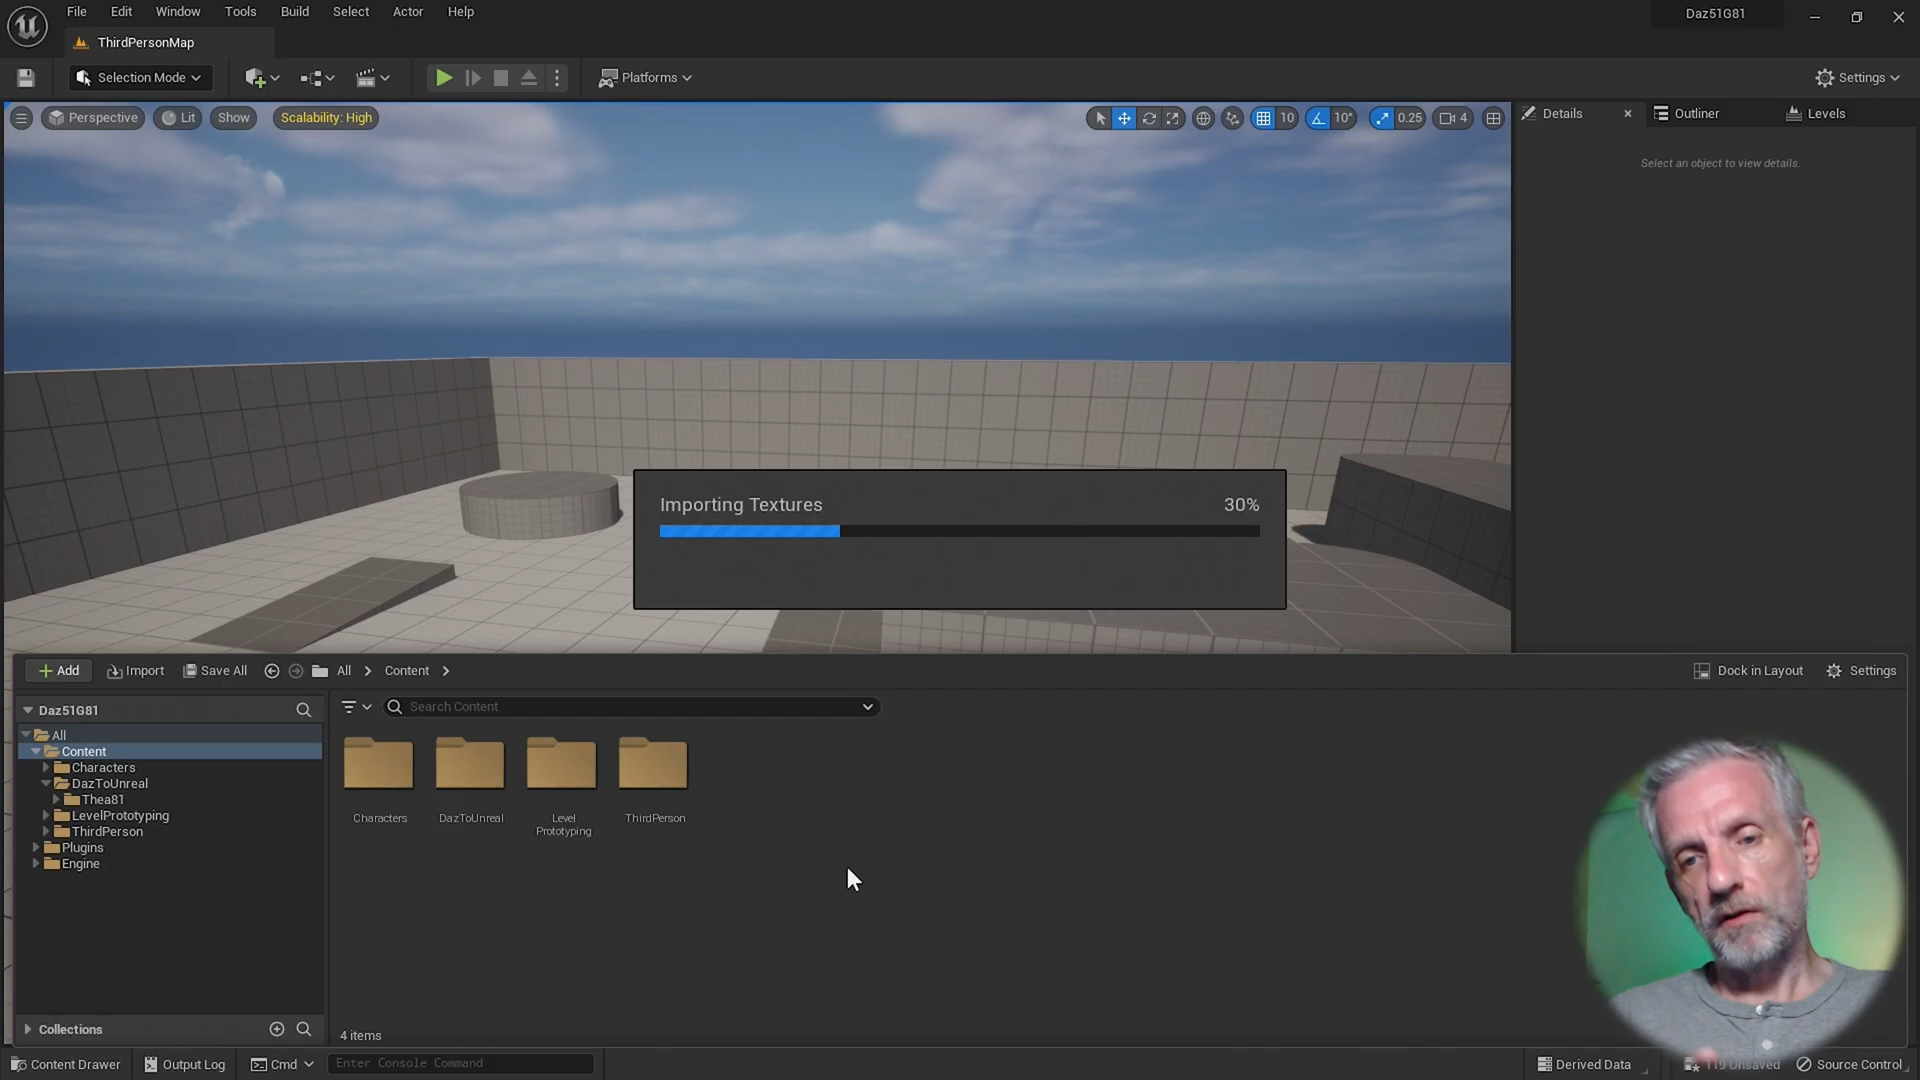 File Edit Window Tools Build Select Actor Help
Daz51G81
ThirdPersonMap
Selection Mode
Platforms
Settings
Perspective Lit Show Scalability: High
10 10° 0.25 4
Details Outliner Levels
Select an object to view details.
Importing Textures 30%
Add Import Save All All Content
Dock in Layout Settings
Daz51G81
Search Content
All
Content
Characters
DazToUnreal
Thea81
LevelPrototyping
ThirdPerson
Plugins
Engine
Characters DazToUnreal Level Prototyping ThirdPerson
Collections
4 items
Content Drawer Output Log Cmd Enter Console Command
Derived Data 119 Unsaved Source Control